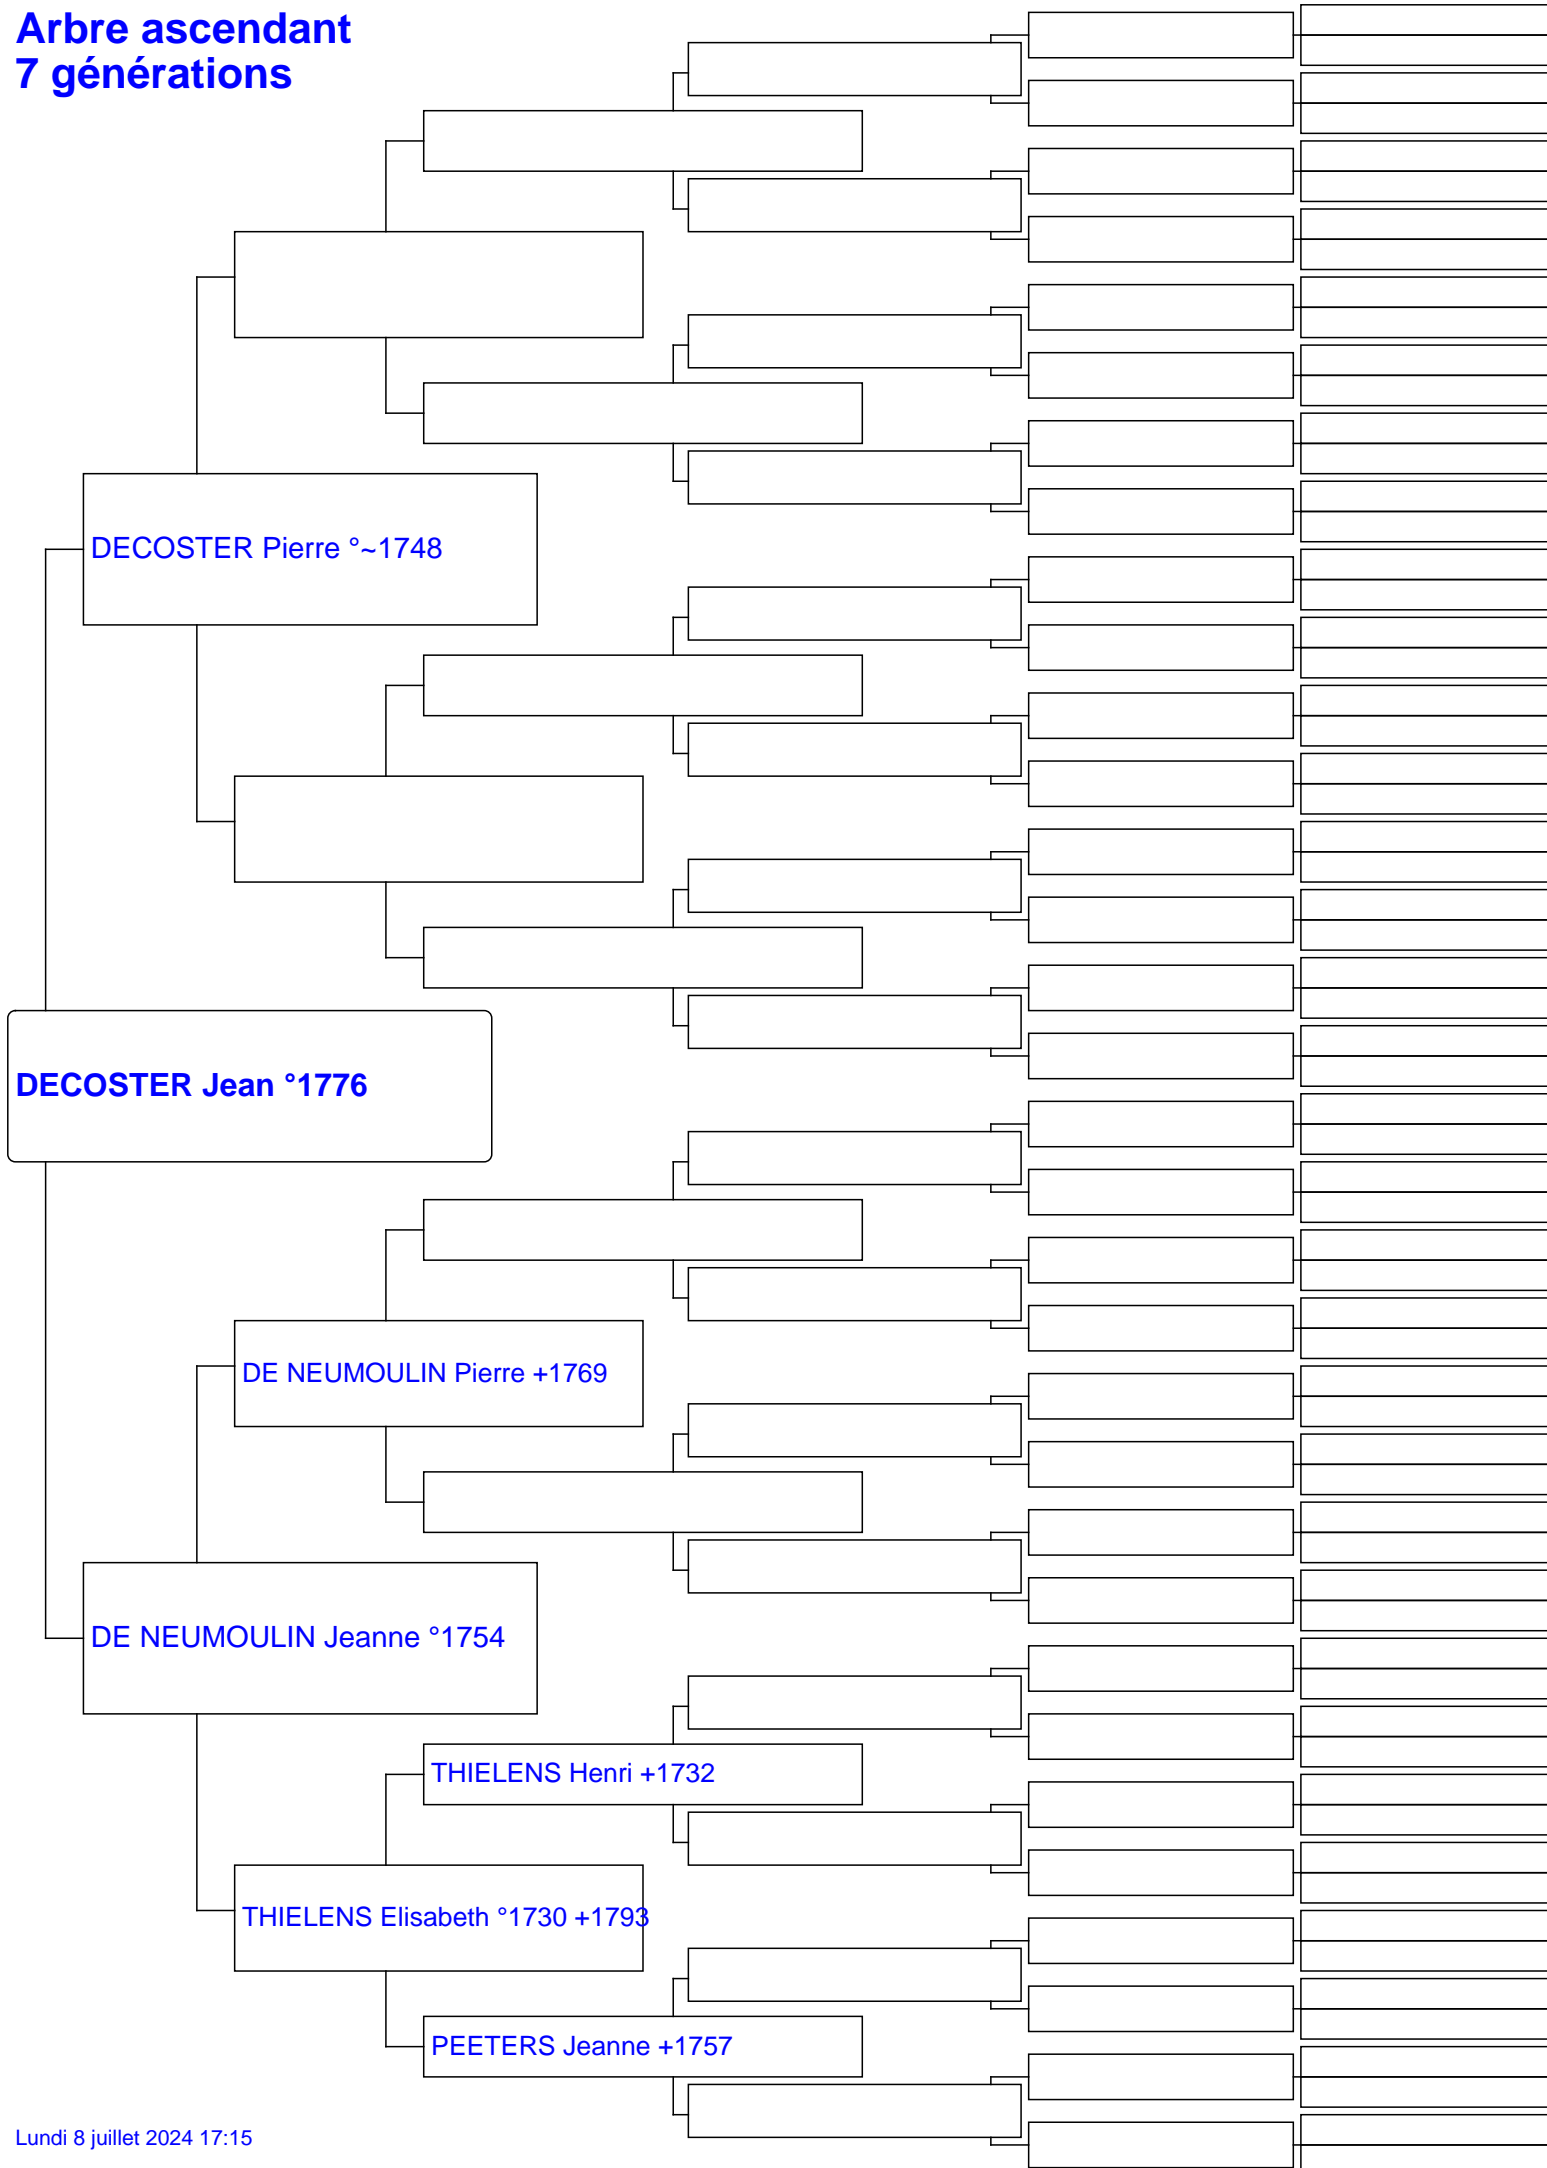 Arbre ascendant
7 générations
DECOSTER Pierre °~1748
DECOSTER Jean °1776
DE NEUMOULIN Pierre +1769
DE NEUMOULIN Jeanne °1754
THIELENS Henri +1732
THIELENS Elisabeth °1730 +1793
PEETERS Jeanne +1757
Lundi 8 juillet 2024 17:15